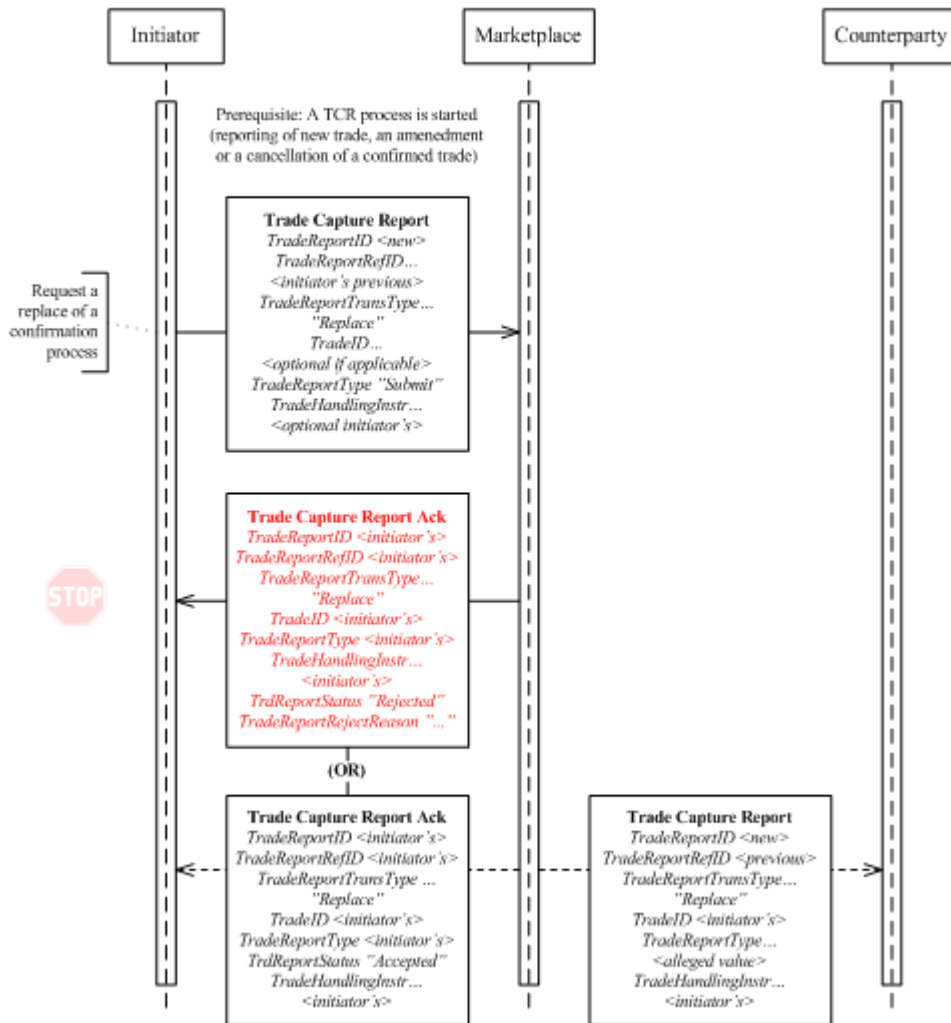 Initiator
Marketplace
Counterparty
Prerequisite: A TCR process is started
(reporting of new trade, an amenedment
or a cancellation of a confirmed trade)
Request a
replace of a
confirmation
process
Trade Capture Report
TradeReportID <new>
TradeReportRefID…
<initiator's previous>
TradeReportTransType…
"Replace"
TradeID…
<optional if applicable>
TradeReportType "Submit"
TradeHandlingInstr…
<optional initiator's>
STOP
Trade Capture Report Ack
TradeReportID <initiator's>
TradeReportRefID <initiator's>
TradeReportTransType…
"Replace"
TradeID <initiator's>
TradeReportType <initiator's>
TradeHandlingInstr…
<initiator's>
TrdReportStatus "Rejected"
TradeReportRejectReason "…"
(OR)
Trade Capture Report Ack
TradeReportID <initiator's>
TradeReportRefID <initiator's>
TradeReportTransType …
"Replace"
TradeID <initiator's>
TradeReportType <initiator's>
TrdReportStatus "Accepted"
TradeHandlingInstr…
<initiator's>
Trade Capture Report
TradeReportID <new>
TradeReportRefID <previous>
TradeReportTransType…
"Replace"
TradeID <initiator's>
TradeReportType…
<alleged value>
TradeHandlingInstr…
<initiator's>